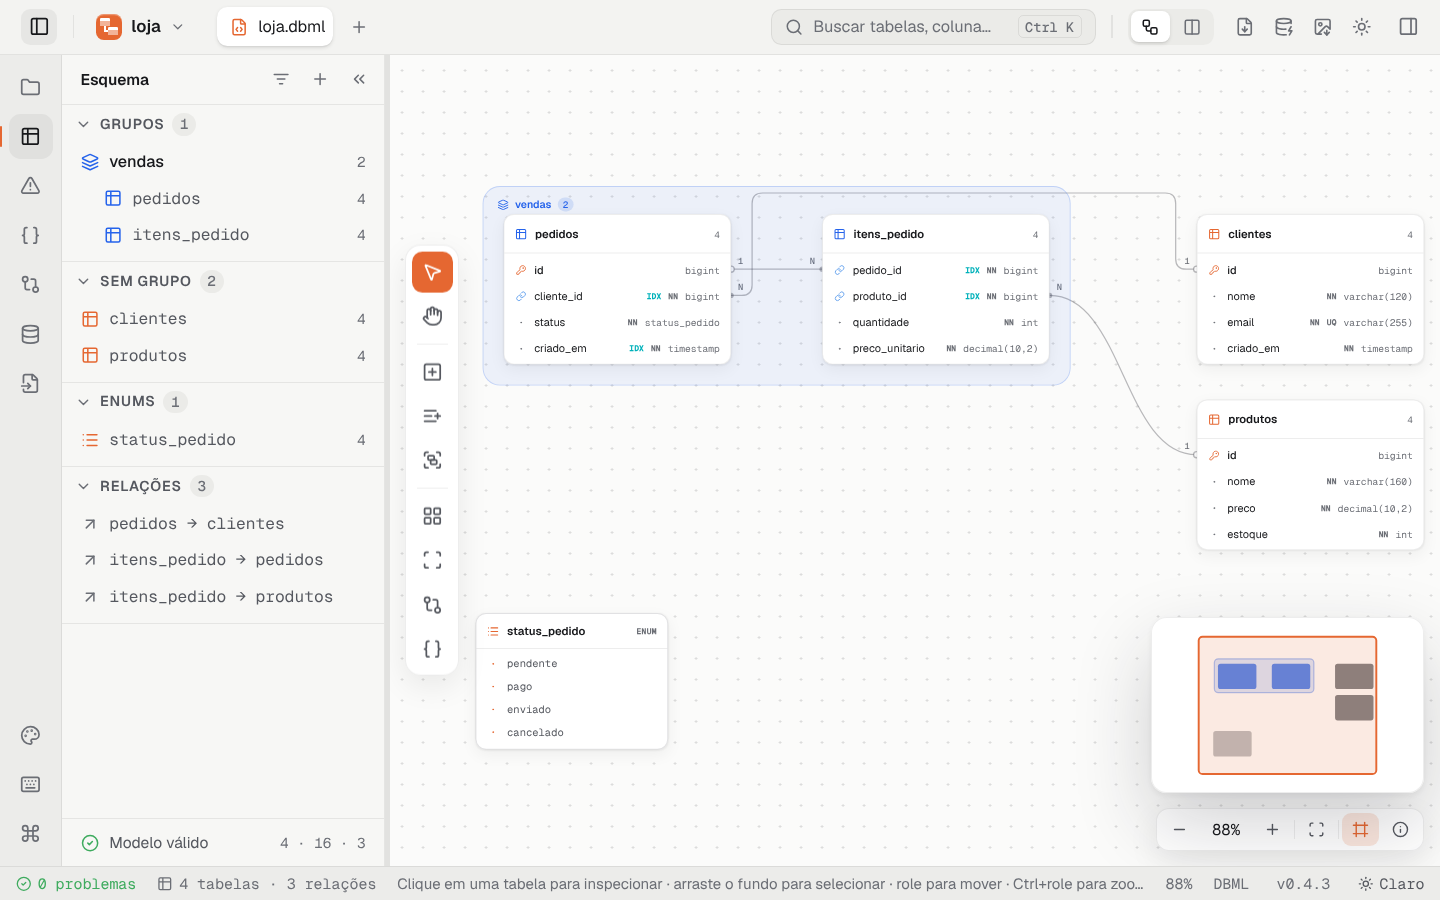 loja
loja.dbml
Buscar tabelas, coluna...
Ctrl K
Esquema
GRUPOS 1
vendas 2
pedidos 4
itens_pedido 4
SEM GRUPO 2
clientes 4
produtos 4
ENUMS 1
status_pedido 4
RELAÇÕES 3
pedidos → clientes
itens_pedido → pedidos
itens_pedido → produtos
Modelo válido 4 · 16 · 3
vendas 2
pedidos 4
id bigint
cliente_id IDX NN bigint
status NN status_pedido
criado_em IDX NN timestamp
1 N
N
itens_pedido 4
pedido_id IDX NN bigint
produto_id IDX NN bigint
quantidade NN int
preco_unitario NN decimal(10,2)
N
1
clientes 4
id bigint
nome NN varchar(120)
email NN UQ varchar(255)
criado_em NN timestamp
1
produtos 4
id bigint
nome NN varchar(160)
preco NN decimal(10,2)
estoque NN int
status_pedido ENUM
pendente
pago
enviado
cancelado
88%
0 problemas
4 tabelas · 3 relações
Clique em uma tabela para inspecionar · arraste o fundo para selecionar · role para mover · Ctrl+role para zoo...
88%
DBML
v0.4.3
Claro